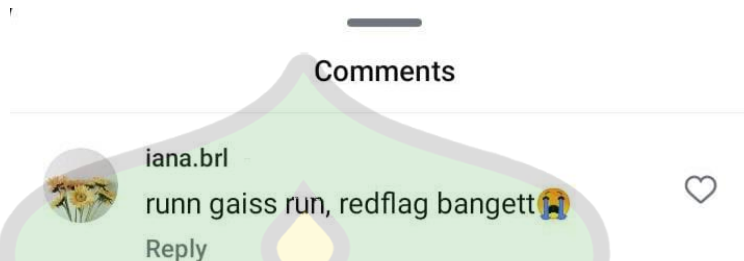 Comments
iana.brl
runn gaiss run, redflag bangett😭
Reply